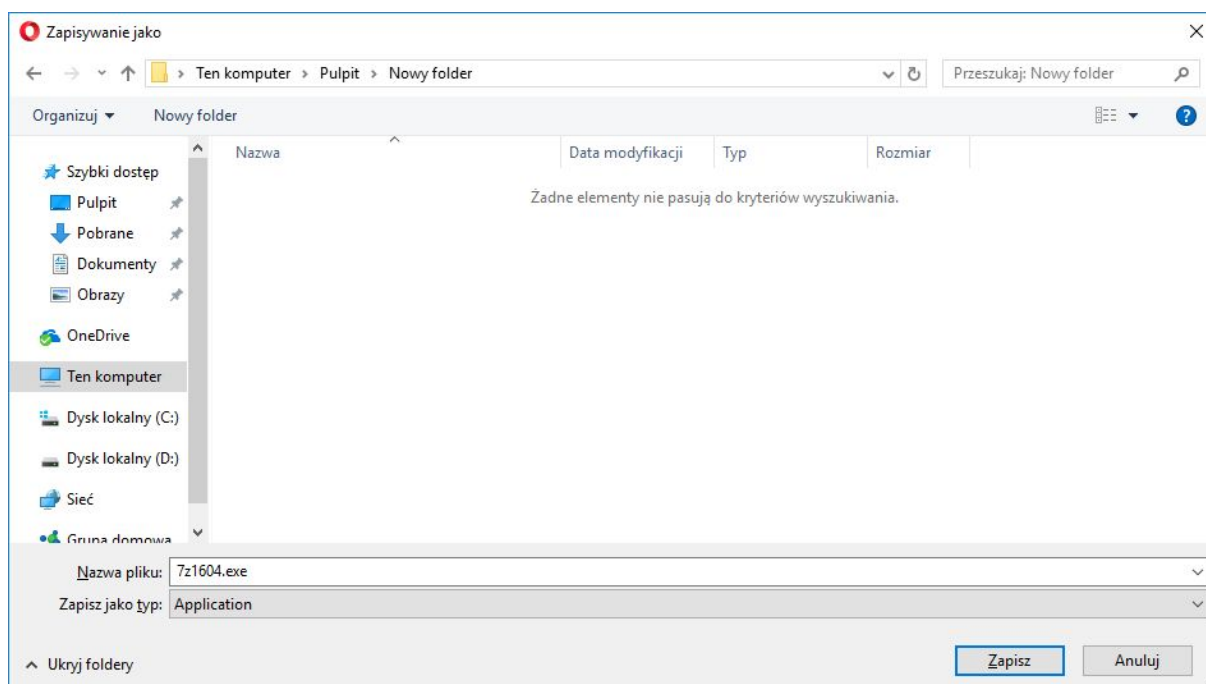 Zapisywanie jako
Ten komputer > Pulpit > Nowy folder
Przeszukaj: Nowy folder
Organizuj Nowy folder
Nazwa Data modyfikacji Typ Rozmiar
Żadne elementy nie pasują do kryteriów wyszukiwania.
Szybki dostęp
Pulpit
Pobrane
Dokumenty
Obrazy
OneDrive
Ten komputer
Dysk lokalny (C:)
Dysk lokalny (D:)
Sieć
Grupa domowa
Nazwa pliku: 7z1604.exe
Zapisz jako typ: Application
Ukryj foldery Zapisz Anuluj